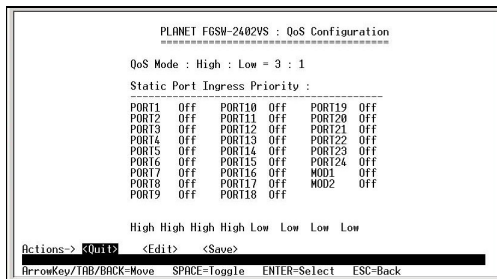 PLANET FGSW-2402VS : QoS Configuration
======================================
QoS Mode : High : Low = 3 : 1
Static Port Ingress Priority :
------------------------------------------
PORT1 Off PORT10 Off PORT19 Off
PORT2 Off PORT11 Off PORT20 Off
PORT3 Off PORT12 Off PORT21 Off
PORT4 Off PORT13 Off PORT22 Off
PORT5 Off PORT14 Off PORT23 Off
PORT6 Off PORT15 Off PORT24 Off
PORT7 Off PORT16 Off MOD1 Off
PORT8 Off PORT17 Off MOD2 Off
PORT9 Off PORT18 Off
High High High High Low Low Low Low
Actions-> <Quit> <Edit> <Save>
ArrowKey/TAB/BACK=Move SPACE=Toggle ENTER=Select ESC=Back